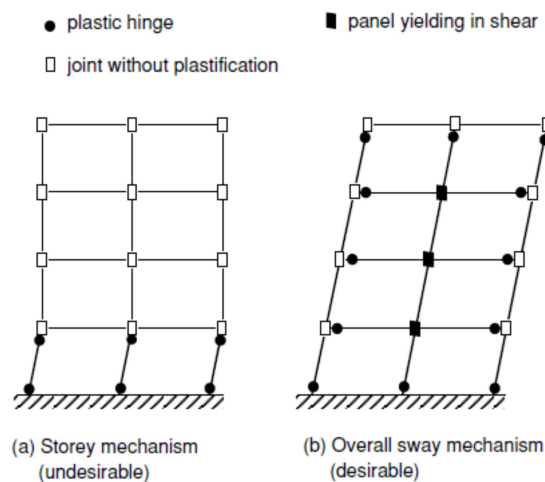 plastic hinge
panel yielding in shear
joint without plastification
(a) Storey mechanism
(undesirable)
(b) Overall sway mechanism
(desirable)